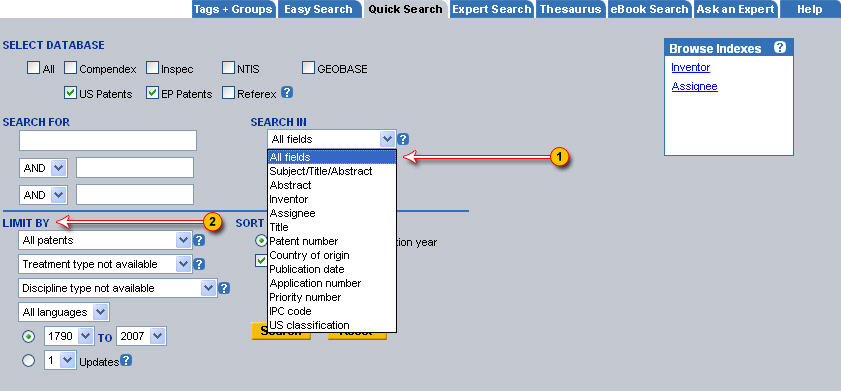 Tags + Groups Easy Search Quick Search Expert Search Thesaurus eBook Search Ask an Expert Help
SELECT DATABASE
All Compendex Inspec NTIS GEOBASE
US Patents EP Patents Referex ?
Browse Indexes ?
Inventor
Assignee
SEARCH FOR
AND
AND
SEARCH IN
All fields ?
All fields
Subject/Title/Abstract
Abstract
Inventor
Assignee
Title
Patent number
Country of origin
Publication date
Application number
Priority number
IPC code
US classification
1
LIMIT BY
2
All patents ?
Treatment type not available ?
Discipline type not available ?
All languages
1790 TO 2007
1 Updates ?
SORT
year